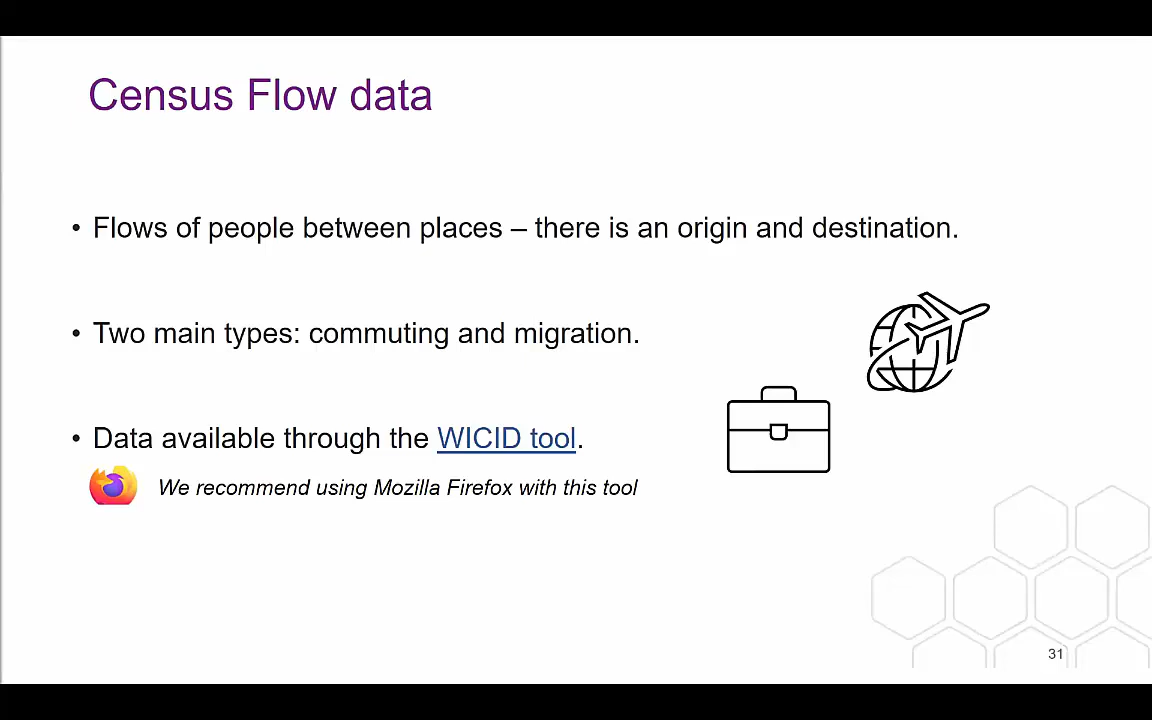 Census Flow data
• Flows of people between places – there is an origin and destination.
• Two main types: commuting and migration.
• Data available through the WICID tool.
We recommend using Mozilla Firefox with this tool
31